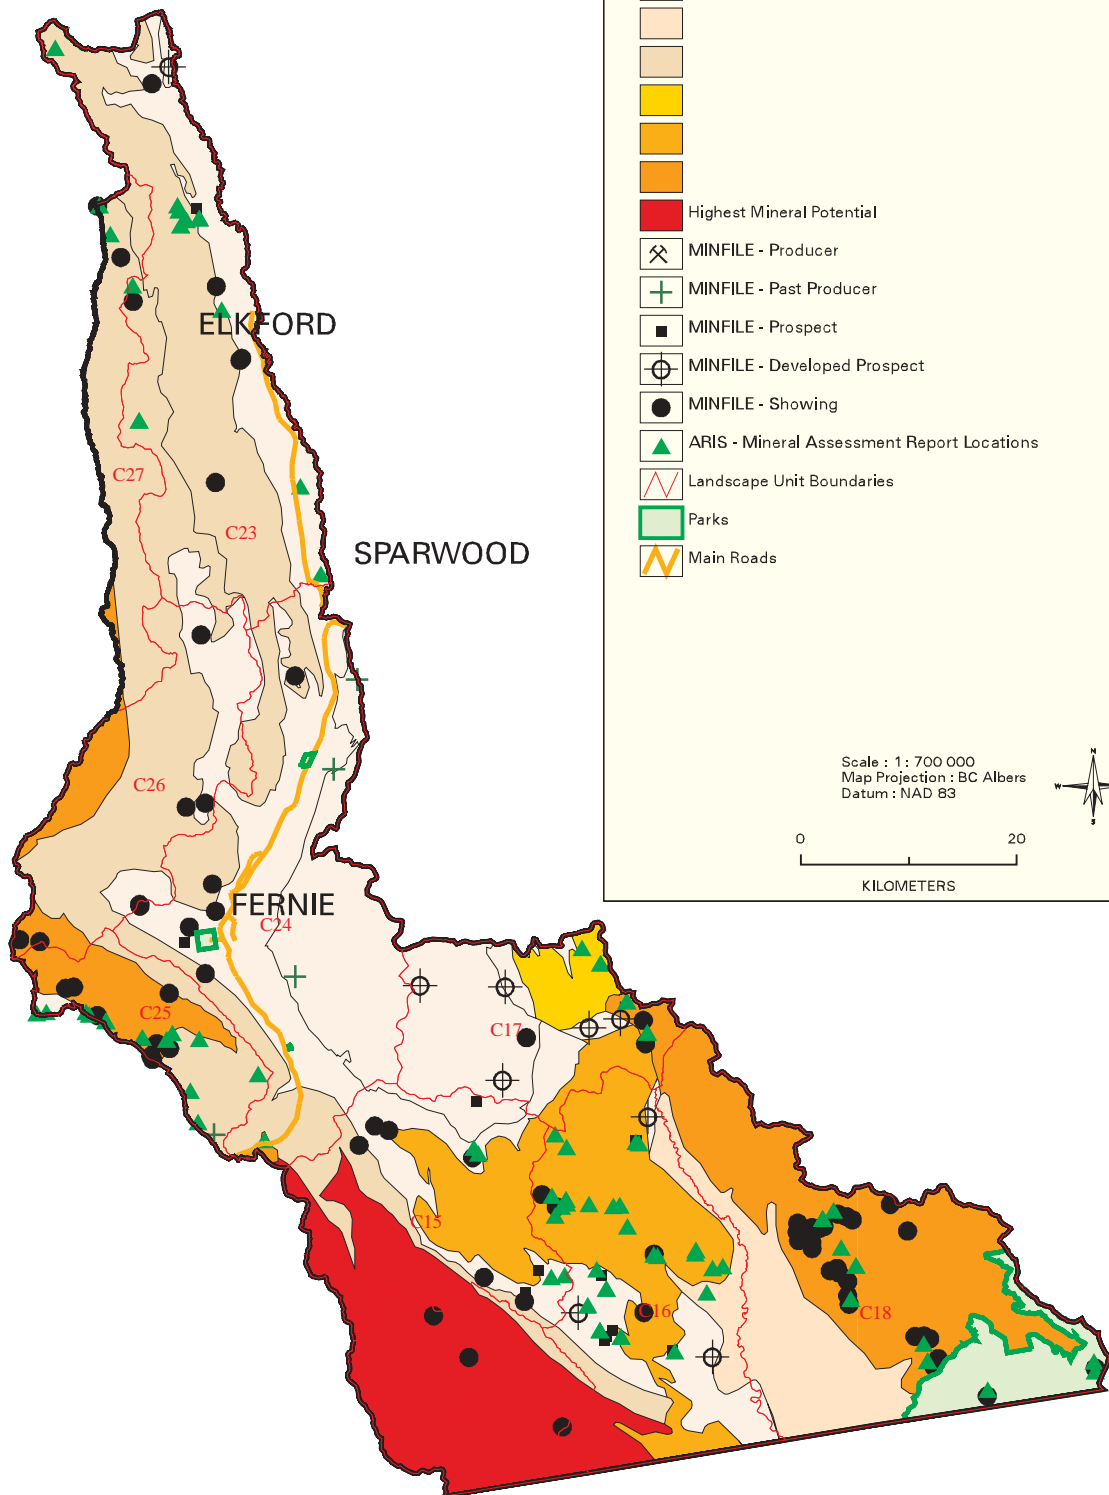 Highest Mineral Potential
MINFILE - Producer
MINFILE - Past Producer
MINFILE - Prospect
MINFILE - Developed Prospect
MINFILE - Showing
ARIS - Mineral Assessment Report Locations
Landscape Unit Boundaries
Parks
Main Roads
Scale : 1 : 700 000
Map Projection : BC Albers
Datum : NAD 83
N
W
S
0 20
KILOMETERS
ELKFORD
C27
C23
SPARWOOD
C26
FERNIE
C24
C25
C17
C15
C16
C18